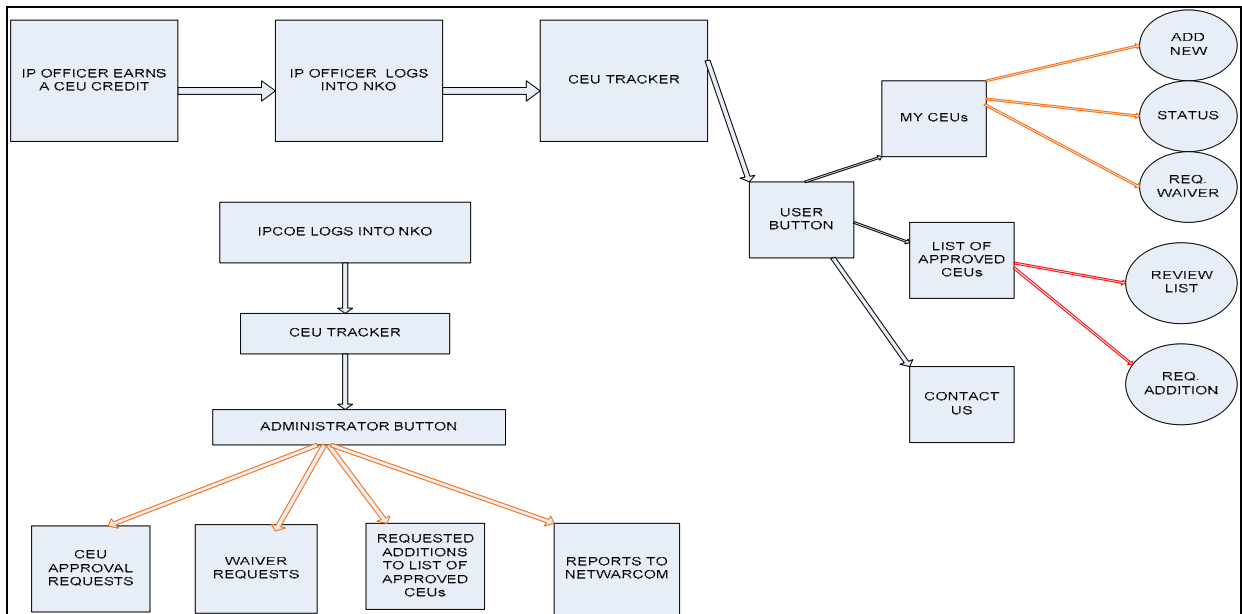 IP OFFICER EARNS
A CEU CREDIT
IP OFFICER LOGS
INTO NKO
CEU TRACKER
USER
BUTTON
MY CEUs
ADD
NEW
STATUS
REQ.
WAIVER
LIST OF
APPROVED
CEUs
REVIEW
LIST
REQ.
ADDITION
CONTACT
US
IPCOE LOGS INTO NKO
CEU TRACKER
ADMINISTRATOR BUTTON
CEU
APPROVAL
REQUESTS
WAIVER
REQUESTS
REQUESTED
ADDITIONS
TO LIST OF
APPROVED
CEUs
REPORTS TO
NETWARCOM